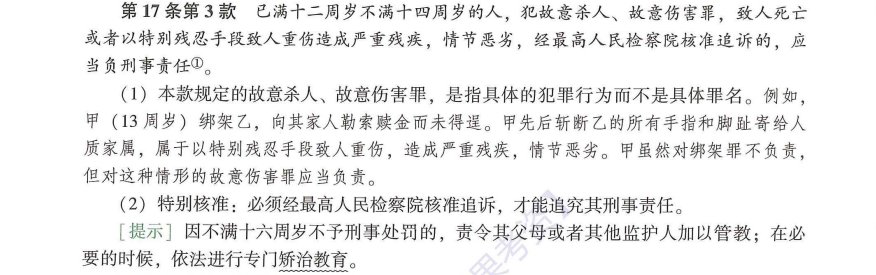 第17条第3款 已满十二周岁不满十四周岁的人，犯故意杀人、故意伤害罪，致人死亡
或者以特别残忍手段致人重伤造成严重残疾，情节恶劣，经最高人民检察院核准追诉的，应
当负刑事责任①。
（1）本款规定的故意杀人、故意伤害罪，是指具体的犯罪行为而不是具体罪名。例如，
甲（13周岁）绑架乙，向其家人勒索赎金而未得逞。甲先后斩断乙的所有手指和脚趾寄给人
质家属，属于以特别残忍手段致人重伤，造成严重残疾，情节恶劣。甲虽然对绑架罪不负责，
但对这种情形的故意伤害罪应当负责。
（2）特别核准：必须经最高人民检察院核准追诉，才能追究其刑事责任。
［提示］因不满十六周岁不予刑事处罚的，责令其父母或者其他监护人加以管教；在必
要的时候，依法进行专门矫治教育。